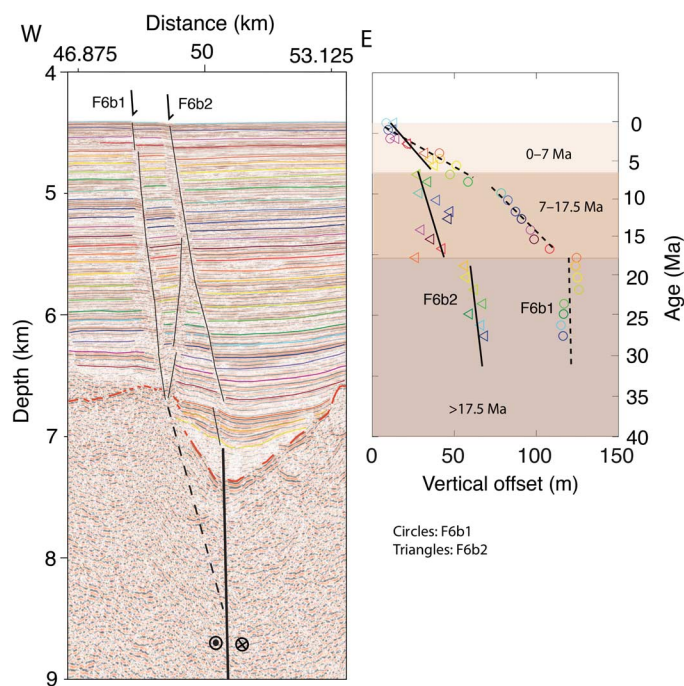 W
Distance (km)
E
46.875
50
53.125
4
5
6
7
8
9
Depth (km)
F6b1
F6b2
0–7 Ma
7–17.5 Ma
>17.5 Ma
F6b2
F6b1
0
5
10
15
20
25
30
35
40
Age (Ma)
0
50
100
150
Vertical offset (m)
Circles: F6b1
Triangles: F6b2